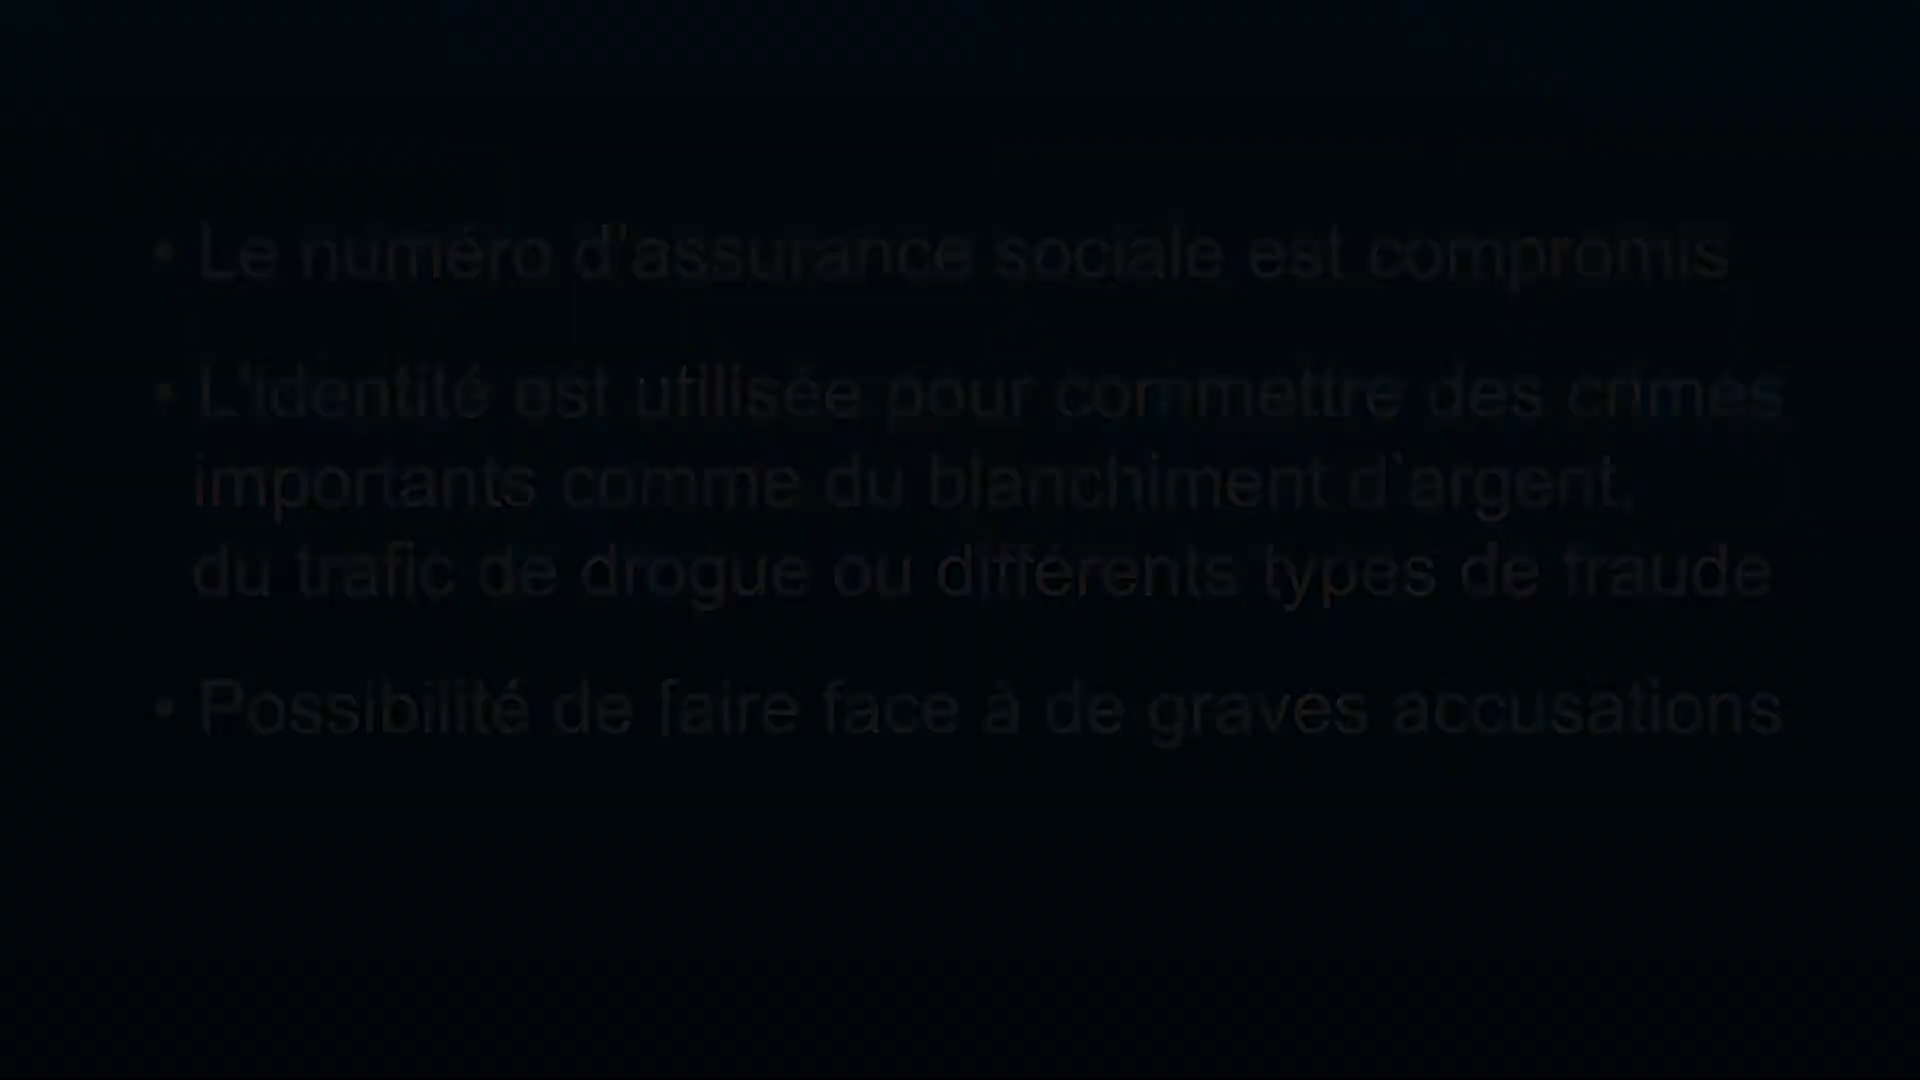 • Le numéro d'assurance sociale est compromis
• L'identité est utilisée pour commettre des crimes
importants comme du blanchiment d'argent,
du trafic de drogue ou différents types de fraude
• Possibilité de faire face à de graves accusations